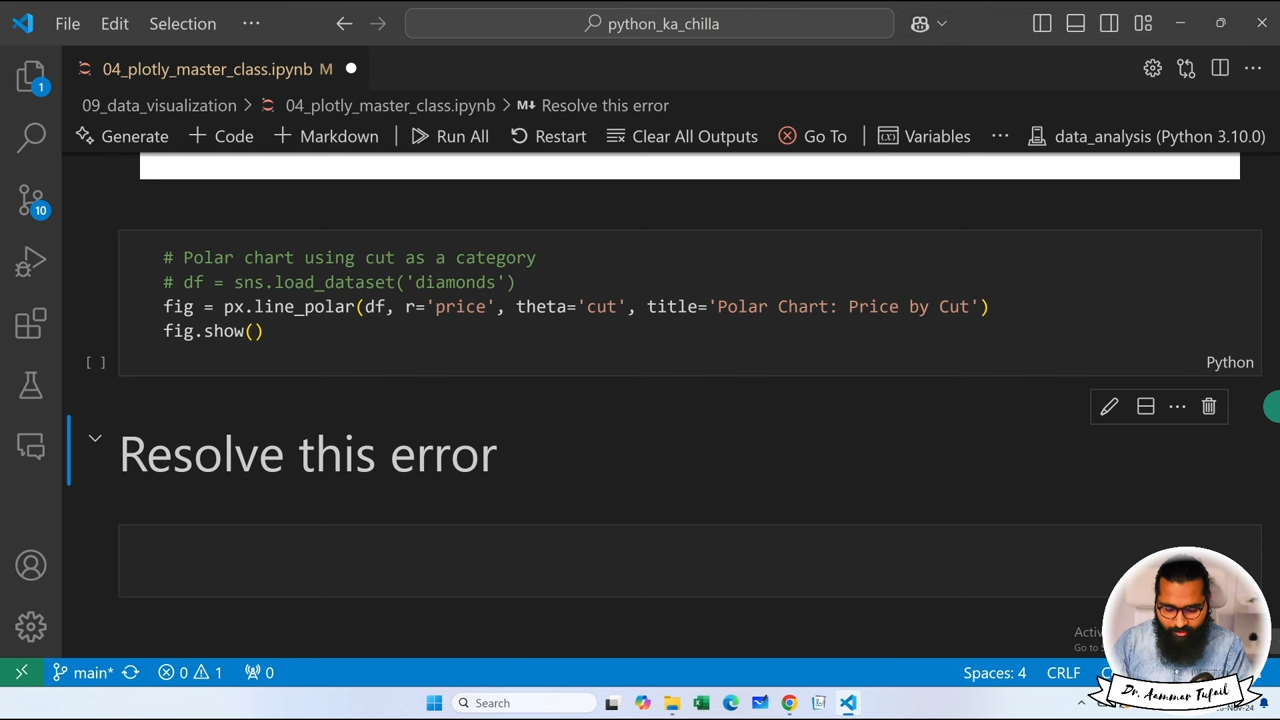 File Edit Selection ··· python_ka_chilla
04_plotly_master_class.ipynb M
09_data_visualization > 04_plotly_master_class.ipynb > M↓ Resolve this error
Generate + Code + Markdown Run All Restart Clear All Outputs Go To Variables ··· data_analysis (Python 3.10.0)
1
10
# Polar chart using cut as a category
# df = sns.load_dataset('diamonds')
fig = px.line_polar(df, r='price', theta='cut', title='Polar Chart: Price by Cut')
fig.show()
[ ] Python
Resolve this error
main* 0 1 0 Spaces: 4 CRLF
Dr. Aammar Tufail
Search